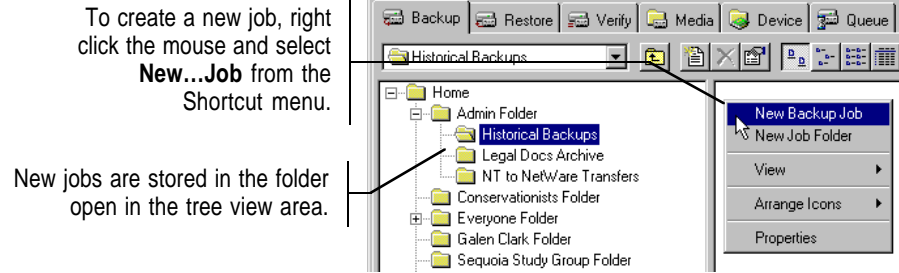 To create a new job, right
click the mouse and select
New…Job from the
Shortcut menu.
New jobs are stored in the folder
open in the tree view area.
Backup Restore Verify Media Device Queue
Historical Backups
Home
Admin Folder
Historical Backups
Legal Docs Archive
NT to NetWare Transfers
Conservationists Folder
Everyone Folder
Galen Clark Folder
Sequoia Study Group Folder
New Backup Job
New Job Folder
View
Arrange Icons
Properties